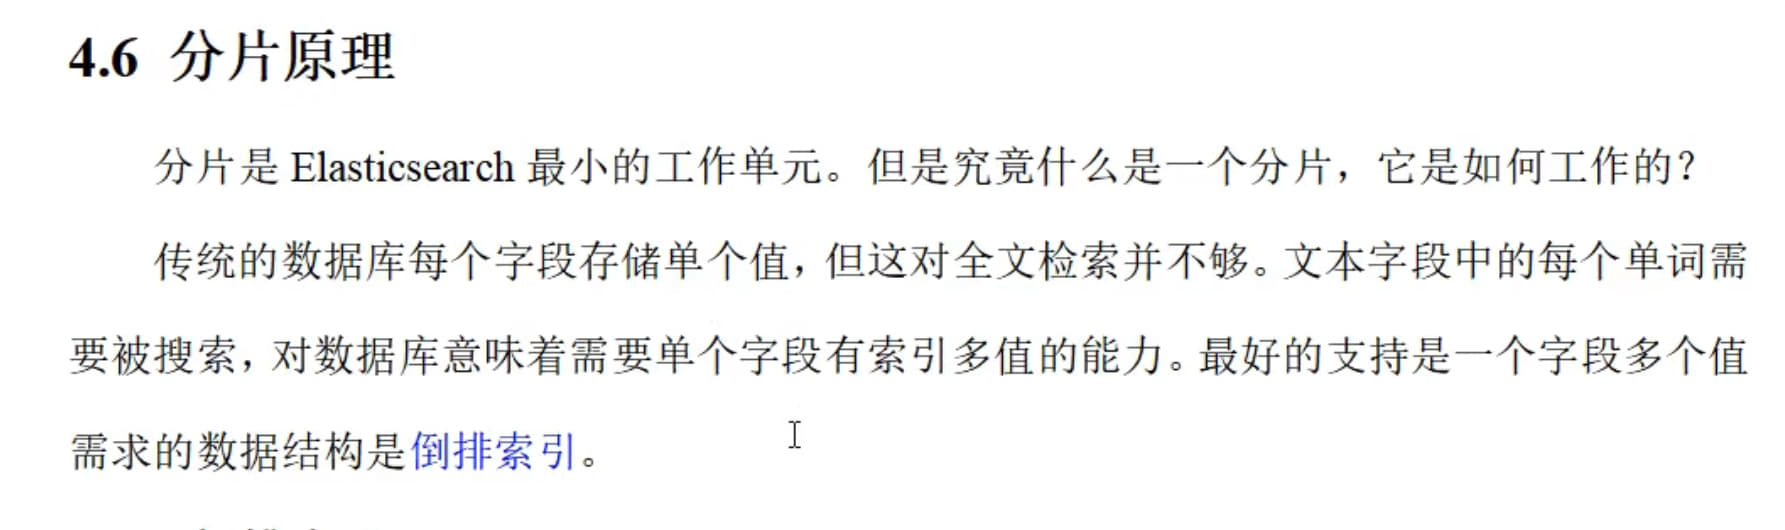 4.6 分片原理
分片是 Elasticsearch 最小的工作单元。但是究竟什么是一个分片，它是如何工作的？
传统的数据库每个字段存储单个值，但这对全文检索并不够。文本字段中的每个单词需
要被搜索，对数据库意味着需要单个字段有索引多值的能力。最好的支持是一个字段多个值
需求的数据结构是倒排索引。